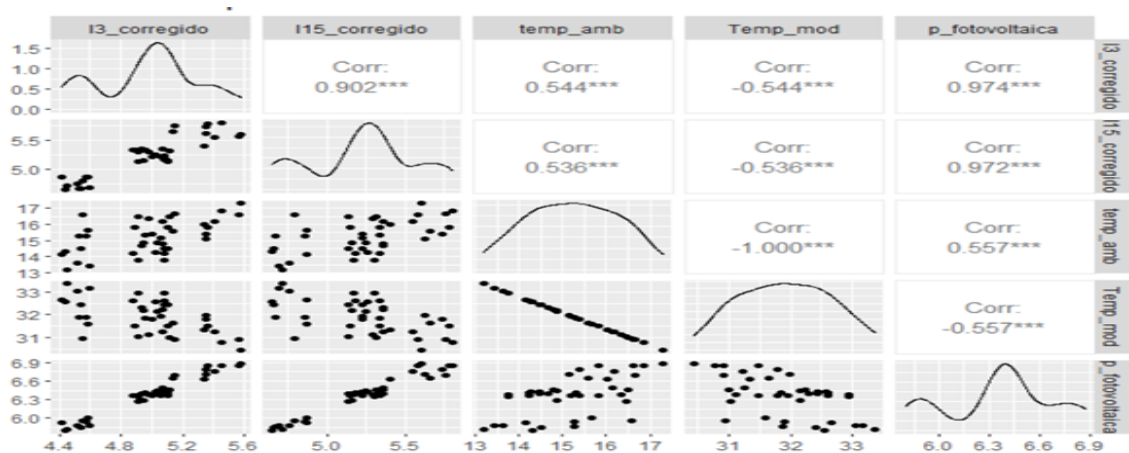 I3_corregido I15_corregido temp_amb Temp_mod p_fotovoltaica
1.5
1.0
0.5
0.0
Corr:
0.902***
Corr:
0.544***
Corr:
-0.544***
Corr:
0.974***
I3_corregido
5.5
5.0
Corr:
0.536***
Corr:
-0.536***
Corr:
0.972***
I15_corregido
17
16
15
14
13
Corr:
-1.000***
Corr:
0.557***
temp_amb
33
32
31
Corr:
-0.557***
Temp_mod
6.9
6.6
6.3
6.0
p_fotovoltaica
4.4 4.8 5.2 5.6 5.0 5.5 13 14 15 16 17 31 32 33 6.0 6.3 6.6 6.9